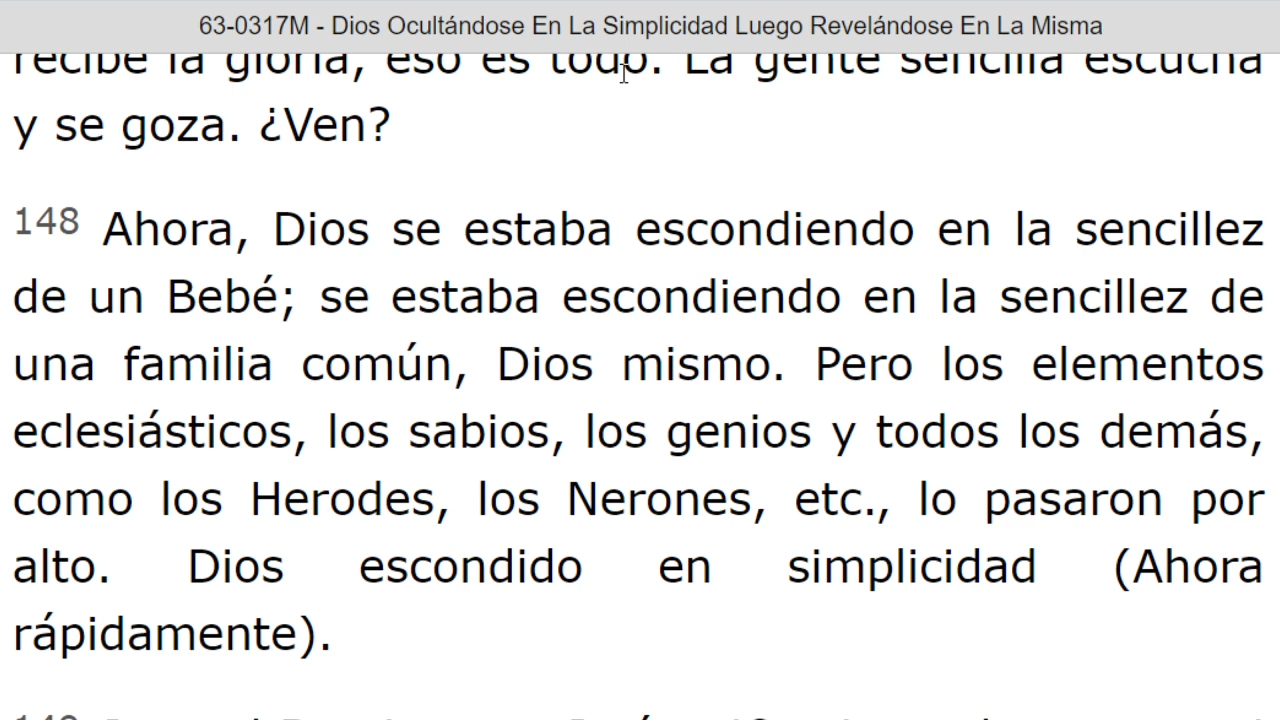 63-0317M - Dios Ocultándose En La Simplicidad Luego Revelándose En La Misma
recibe la gloria, eso es todo. La gente sencilla escucha
y se goza. ¿Ven?
148 Ahora, Dios se estaba escondiendo en la sencillez
de un Bebé; se estaba escondiendo en la sencillez de
una familia común, Dios mismo. Pero los elementos
eclesiásticos, los sabios, los genios y todos los demás,
como los Herodes, los Nerones, etc., lo pasaron por
alto. Dios escondido en simplicidad (Ahora
rápidamente).
149